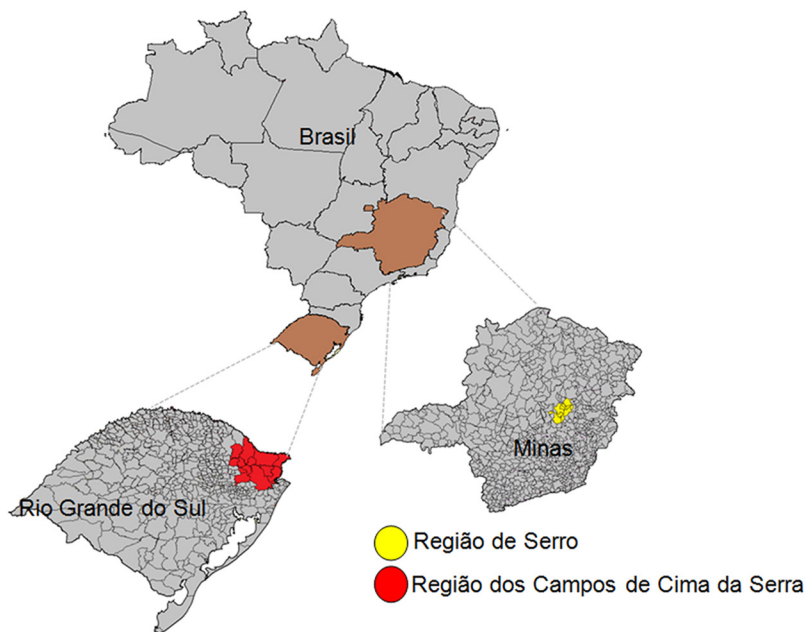 Brasil
Minas
Rio Grande do Sul
Região de Serro
Região dos Campos de Cima da Serra